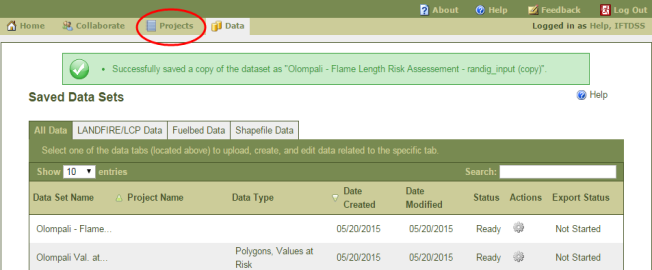 About Help Feedback Log Out
Home Collaborate Projects Data Logged in as Help, IFTDSS
• Successfully saved a copy of the dataset as "Olompali - Flame Length Risk Assessement - randig_input (copy)".
Saved Data Sets Help
All Data LANDFIRE/LCP Data Fuelbed Data Shapefile Data
Select one of the data tabs (located above) to upload, create, and edit data related to the specific tab.
Show 10 entries Search:
Data Set Name Project Name Data Type Date Created Date Modified Status Actions Export Status
Olompali - Flame... 05/20/2015 05/20/2015 Ready Not Started
Olompali Val. at... Polygons, Values at Risk 05/20/2015 05/20/2015 Ready Not Started